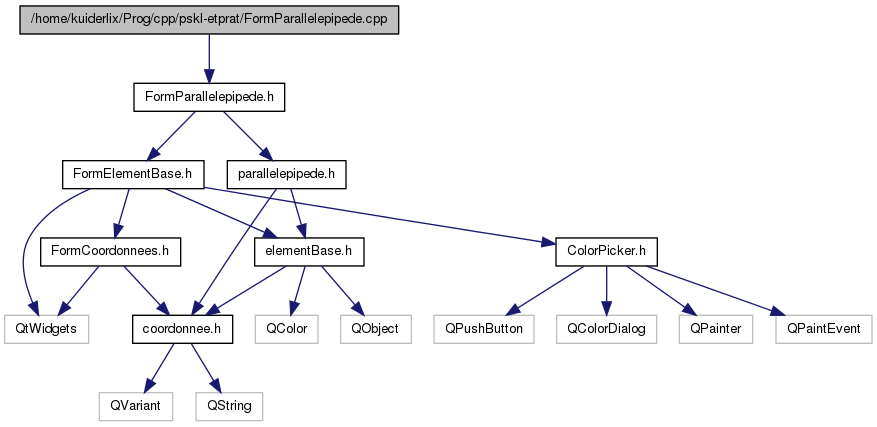 /home/kuiderlix/Prog/cpp/pskl-etprat/FormParallelepipede.cpp
FormParallelepipede.h
FormElementBase.h
parallelepipede.h
FormCoordonnees.h
elementBase.h
ColorPicker.h
QtWidgets
coordonnee.h
QColor
QObject
QPushButton
QColorDialog
QPainter
QPaintEvent
QVariant
QString